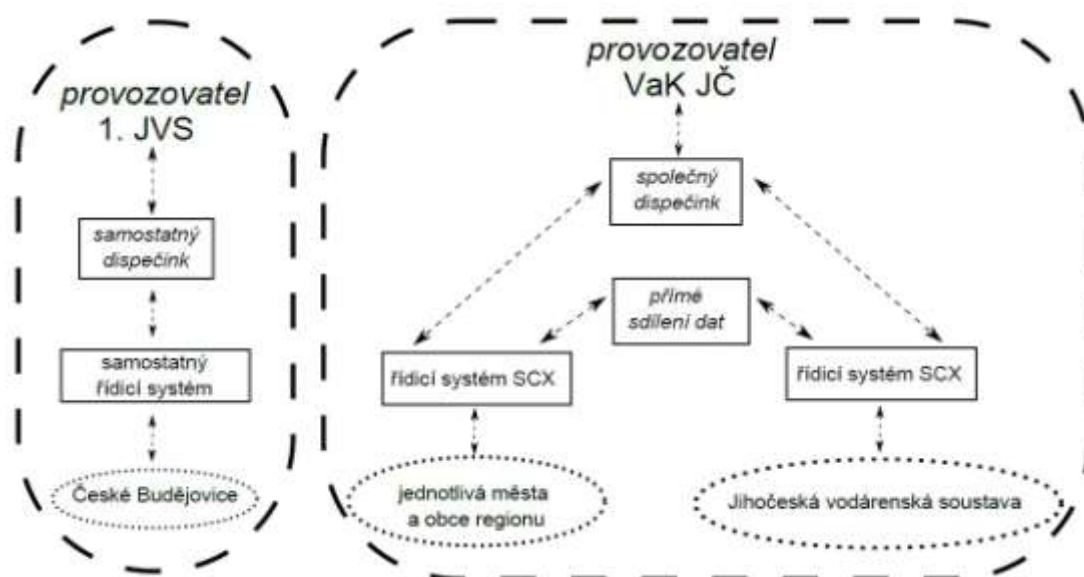 provozovatel
1. JVS
samostatný
dispečink
samostatný
řídicí systém
České Budějovice
provozovatel
VaK JČ
společný
dispečink
přímé
sdílení dat
řídicí systém SCX
řídicí systém SCX
jednotlivá města
a obce regionu
Jihočeská vodárenská soustava